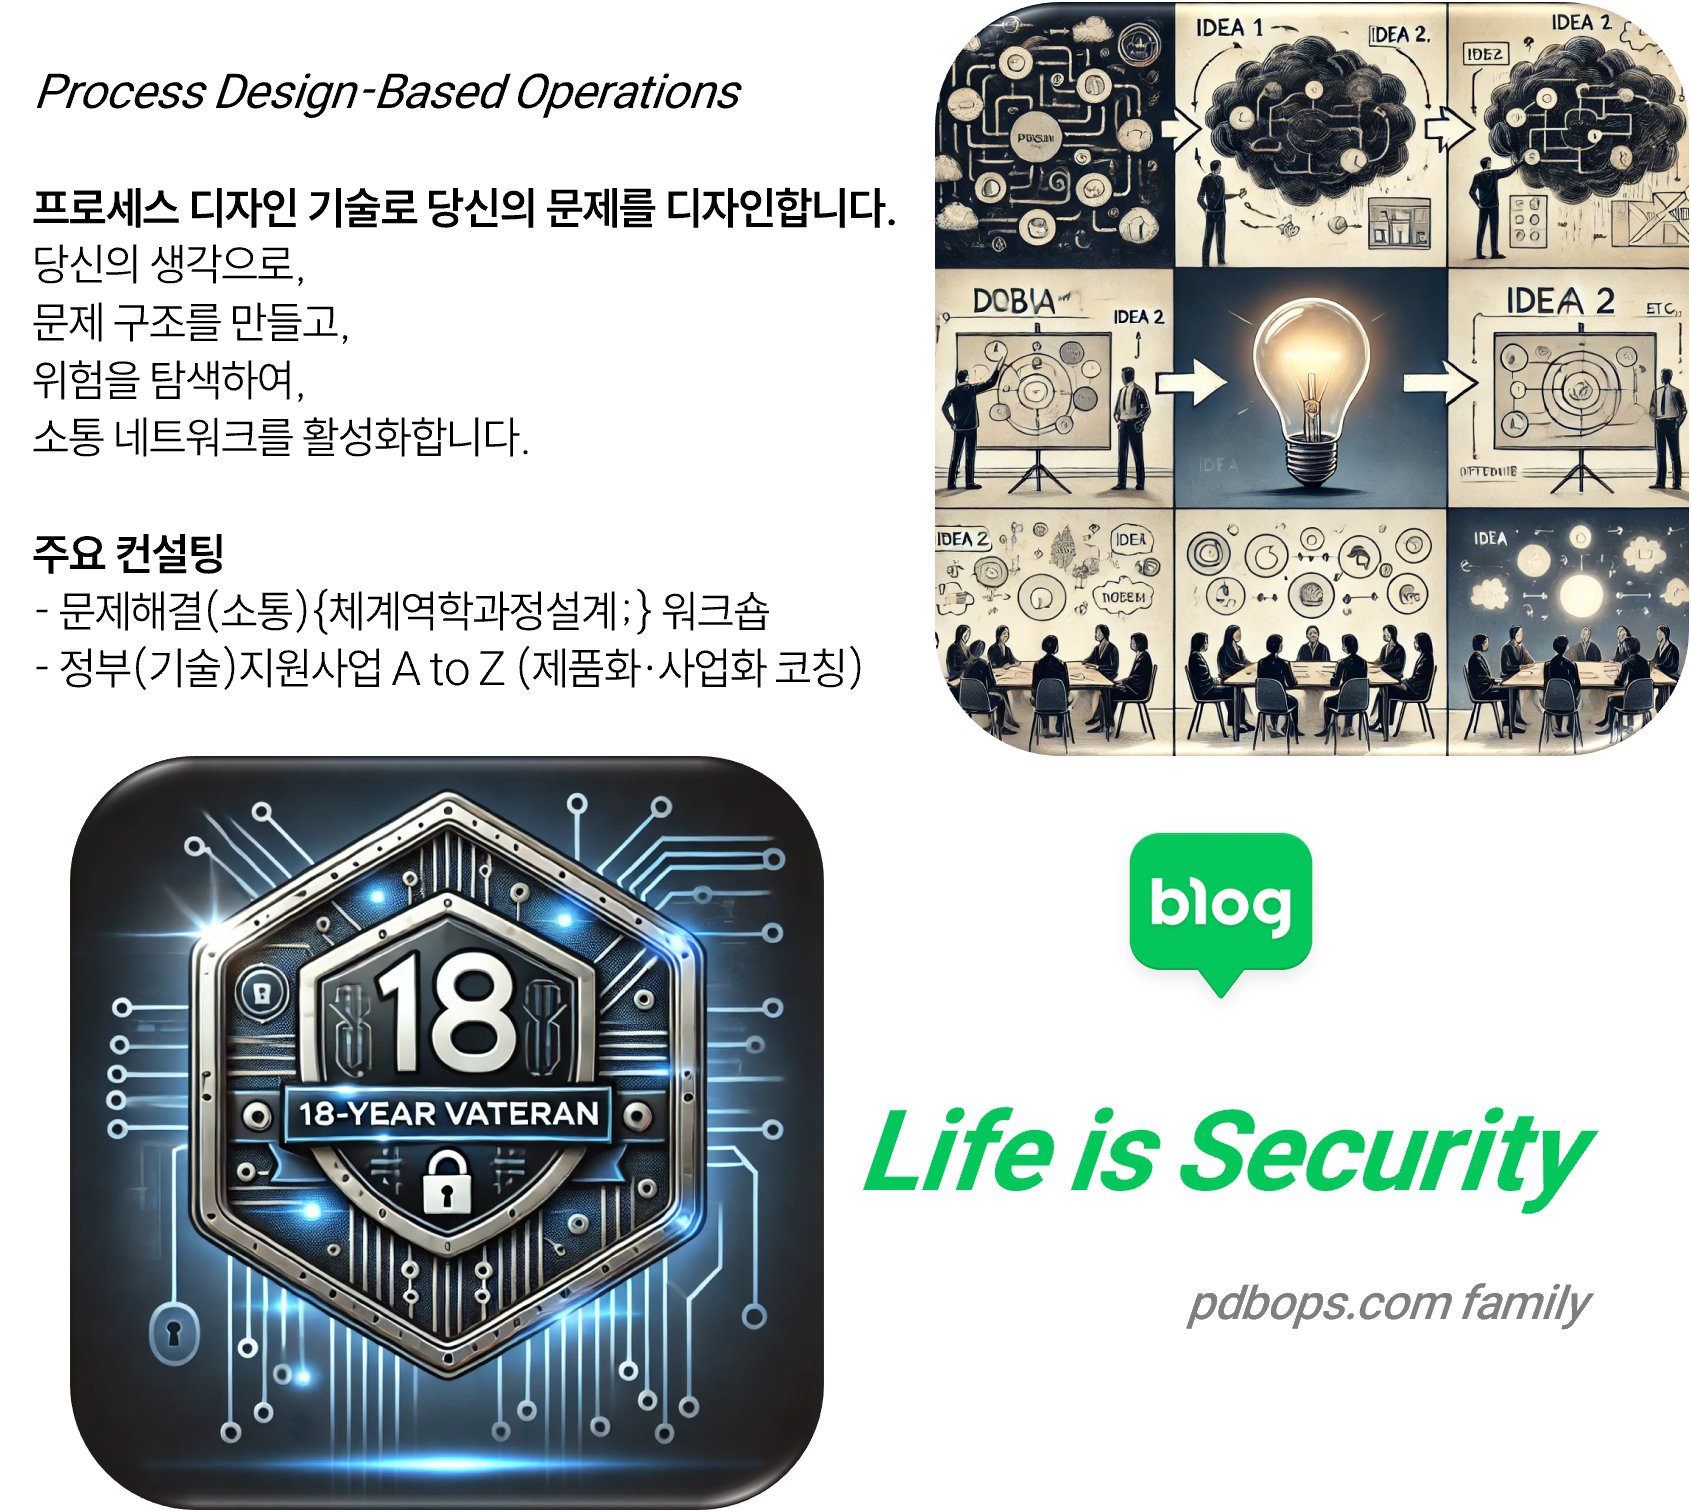 Process Design-Based Operations
프로세스 디자인 기술로 당신의 문제를 디자인합니다.
당신의 생각으로,
문제 구조를 만들고,
위험을 탐색하여,
소통 네트워크를 활성화합니다.
주요 컨설팅
- 문제해결(소통){체계역학과정설계;} 워크숍
- 정부(기술)지원사업 A to Z (제품화·사업화 코칭)
IDEA 1
IDEA 2.
IDEA 2
IDEZ
DOBIA
IDEA 2
IDEA
IDEA 2
ETC,
IDEA 2
IDEA
IDEA
18
18-YEAR VATERAN
blog
Life is Security
pdbops.com family